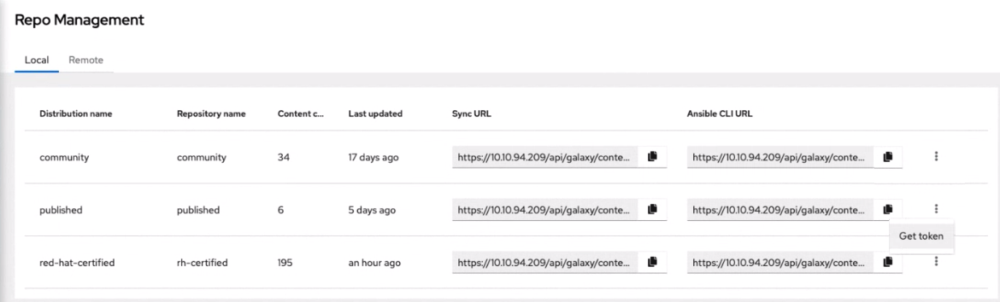 Repo Management
Local Remote
Distribution name Repository name Content c... Last updated Sync URL Ansible CLI URL
community community 34 17 days ago https://10.10.94.209/api/galaxy/conte... https://10.10.94.209/api/galaxy/conte...
published published 6 5 days ago https://10.10.94.209/api/galaxy/conte... https://10.10.94.209/api/galaxy/conte...
Get token
red-hat-certified rh-certified 195 an hour ago https://10.10.94.209/api/galaxy/conte... https://10.10.94.209/api/galaxy/conte...